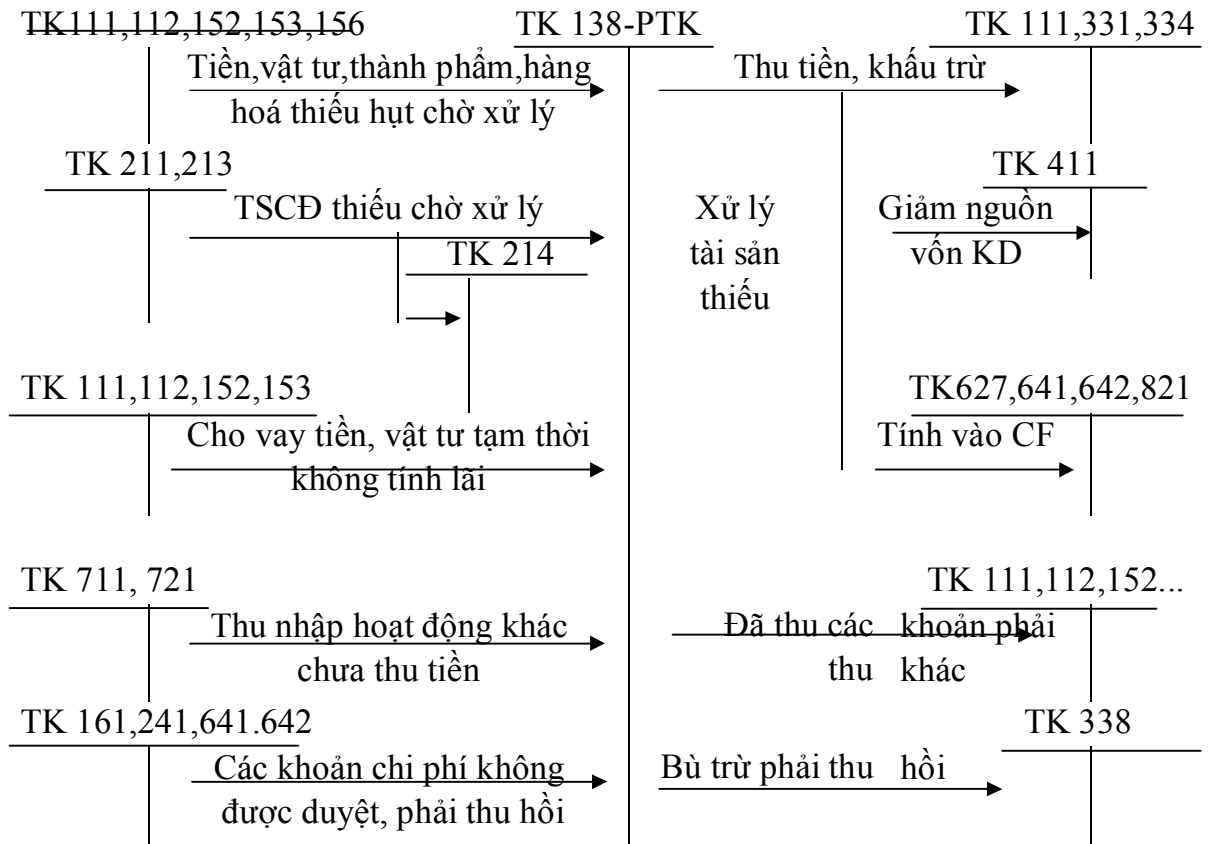 TK111,112,152,153,156
TK 138-PTK
TK 111,331,334
Tiền,vật tư,thành phẩm,hàng
hoá thiếu hụt chờ xử lý
Thu tiền, khấu trừ
TK 211,213
TK 411
TSCĐ thiếu chờ xử lý
TK 214
Xử lý
tài sản
thiếu
Giảm nguồn
vốn KD
TK 111,112,152,153
TK627,641,642,821
Cho vay tiền, vật tư tạm thời
không tính lãi
Tính vào CF
TK 711, 721
TK 111,112,152...
Thu nhập hoạt động khác
chưa thu tiền
Đã thu các khoản phải
thu khác
TK 161,241,641.642
TK 338
Các khoản chi phí không
được duyệt, phải thu hồi
Bù trừ phải thu hồi